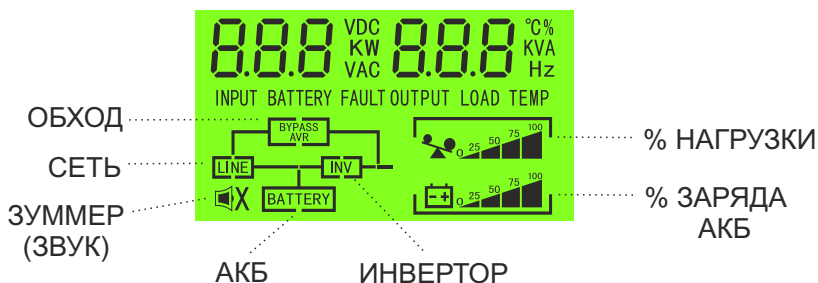 8.8.8 VDC KW VAC 8.8.8 °C% KVA Hz
INPUT BATTERY FAULT OUTPUT LOAD TEMP
ОБХОД
BYPASS
AVR
0 25 50 75 100
% НАГРУЗКИ
СЕТЬ
LINE
INV
ЗУММЕР
(ЗВУК)
X
BATTERY
- +
0 25 50 75 100
% ЗАРЯДА
АКБ
АКБ
ИНВЕРТОР